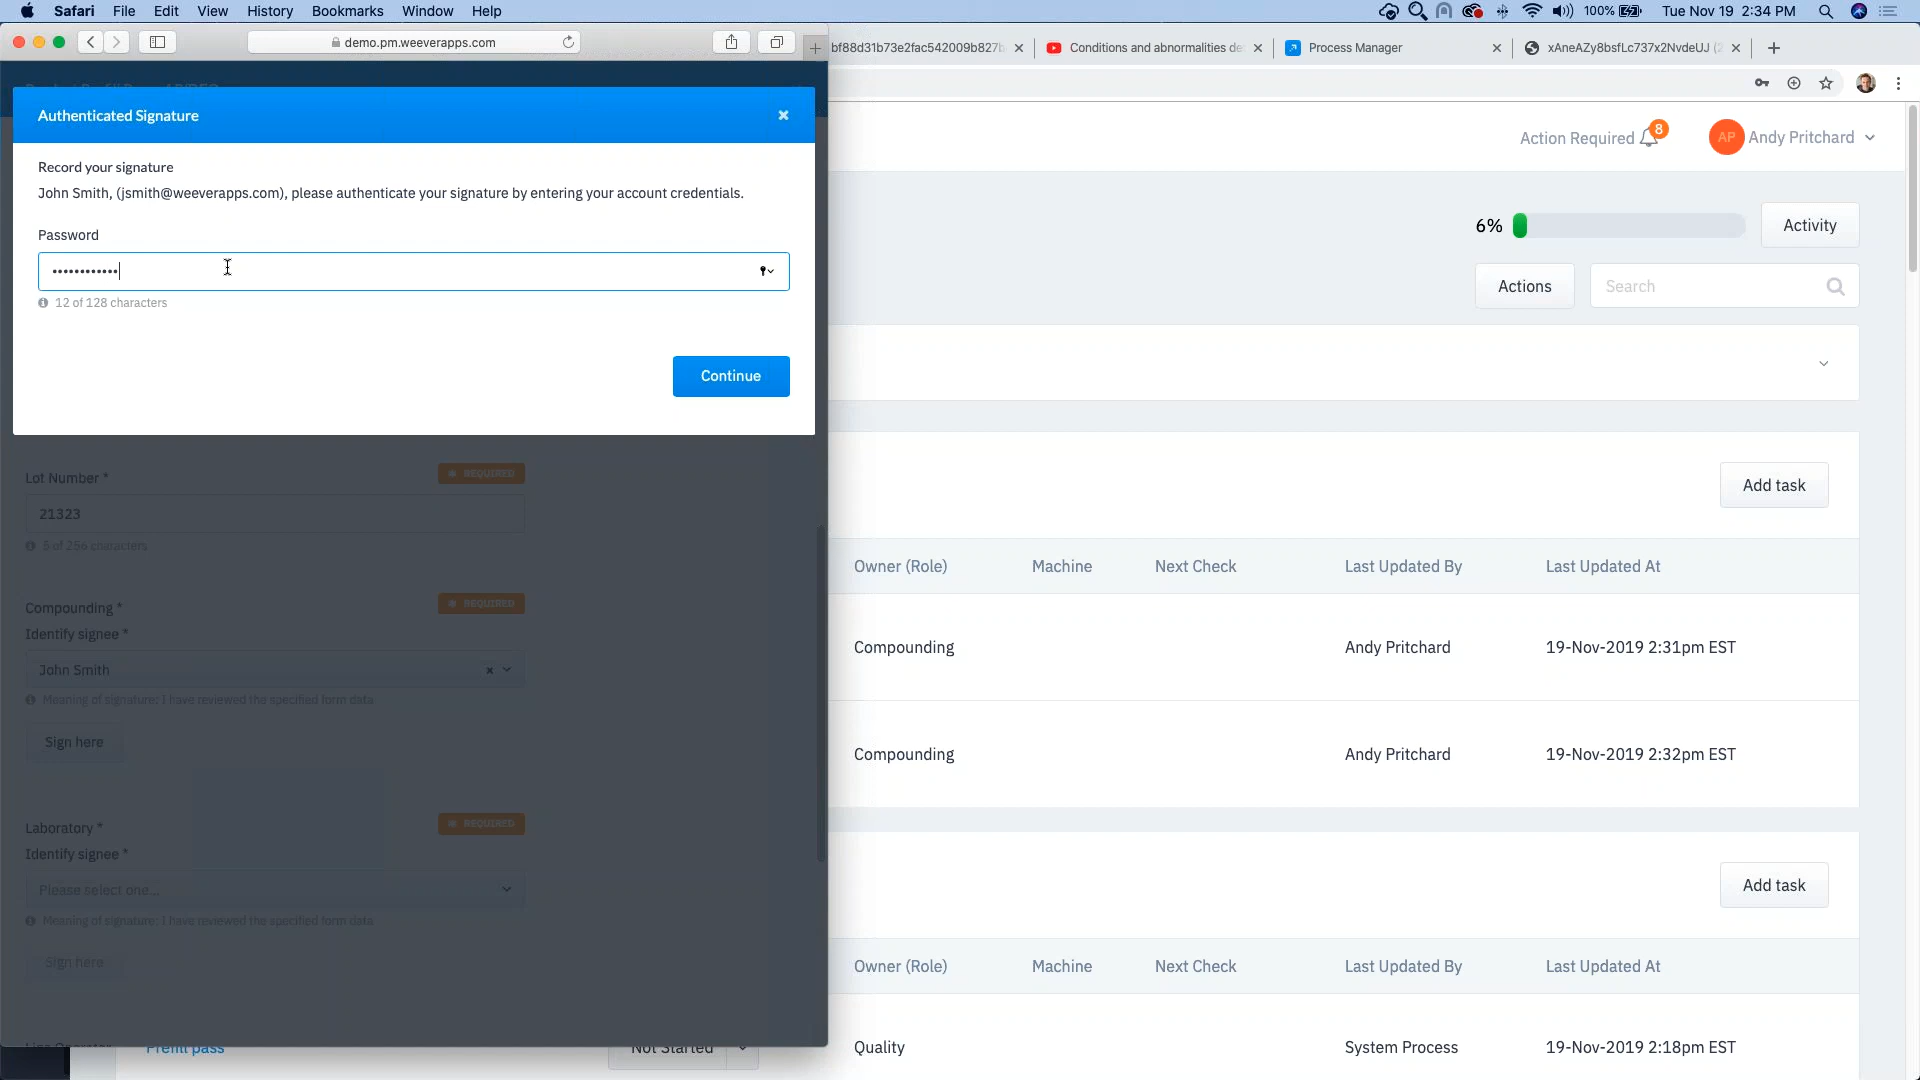 Safari File Edit View History Bookmarks Window Help
100% Tue Nov 19 2:34 PM
demo.pm.weeverapps.com
bf88d31b73e2fac542009b827b
Conditions and abnormalities de
Process Manager
xAneAZy8bsfLc737x2NvdeUJ (2
Authenticated Signature
Record your signature
John Smith, (jsmith@weeverapps.com), please authenticate your signature by entering your account credentials.
Password
••••••••••••
12 of 128 characters
Continue
Lot Number *
REQUIRED
21323
5 of 256 characters
Compounding *
REQUIRED
Identify signee *
John Smith
Meaning of signature: I have reviewed the specified form data
Sign here
Laboratory *
REQUIRED
Identify signee *
Please select one...
Meaning of signature: I have reviewed the specified form data
Sign here
Prefill pass
Not Started
Action Required 8
AP Andy Pritchard
6%
Activity
Actions
Search
Add task
Owner (Role) Machine Next Check Last Updated By Last Updated At
Compounding Andy Pritchard 19-Nov-2019 2:31pm EST
Compounding Andy Pritchard 19-Nov-2019 2:32pm EST
Add task
Owner (Role) Machine Next Check Last Updated By Last Updated At
Quality System Process 19-Nov-2019 2:18pm EST